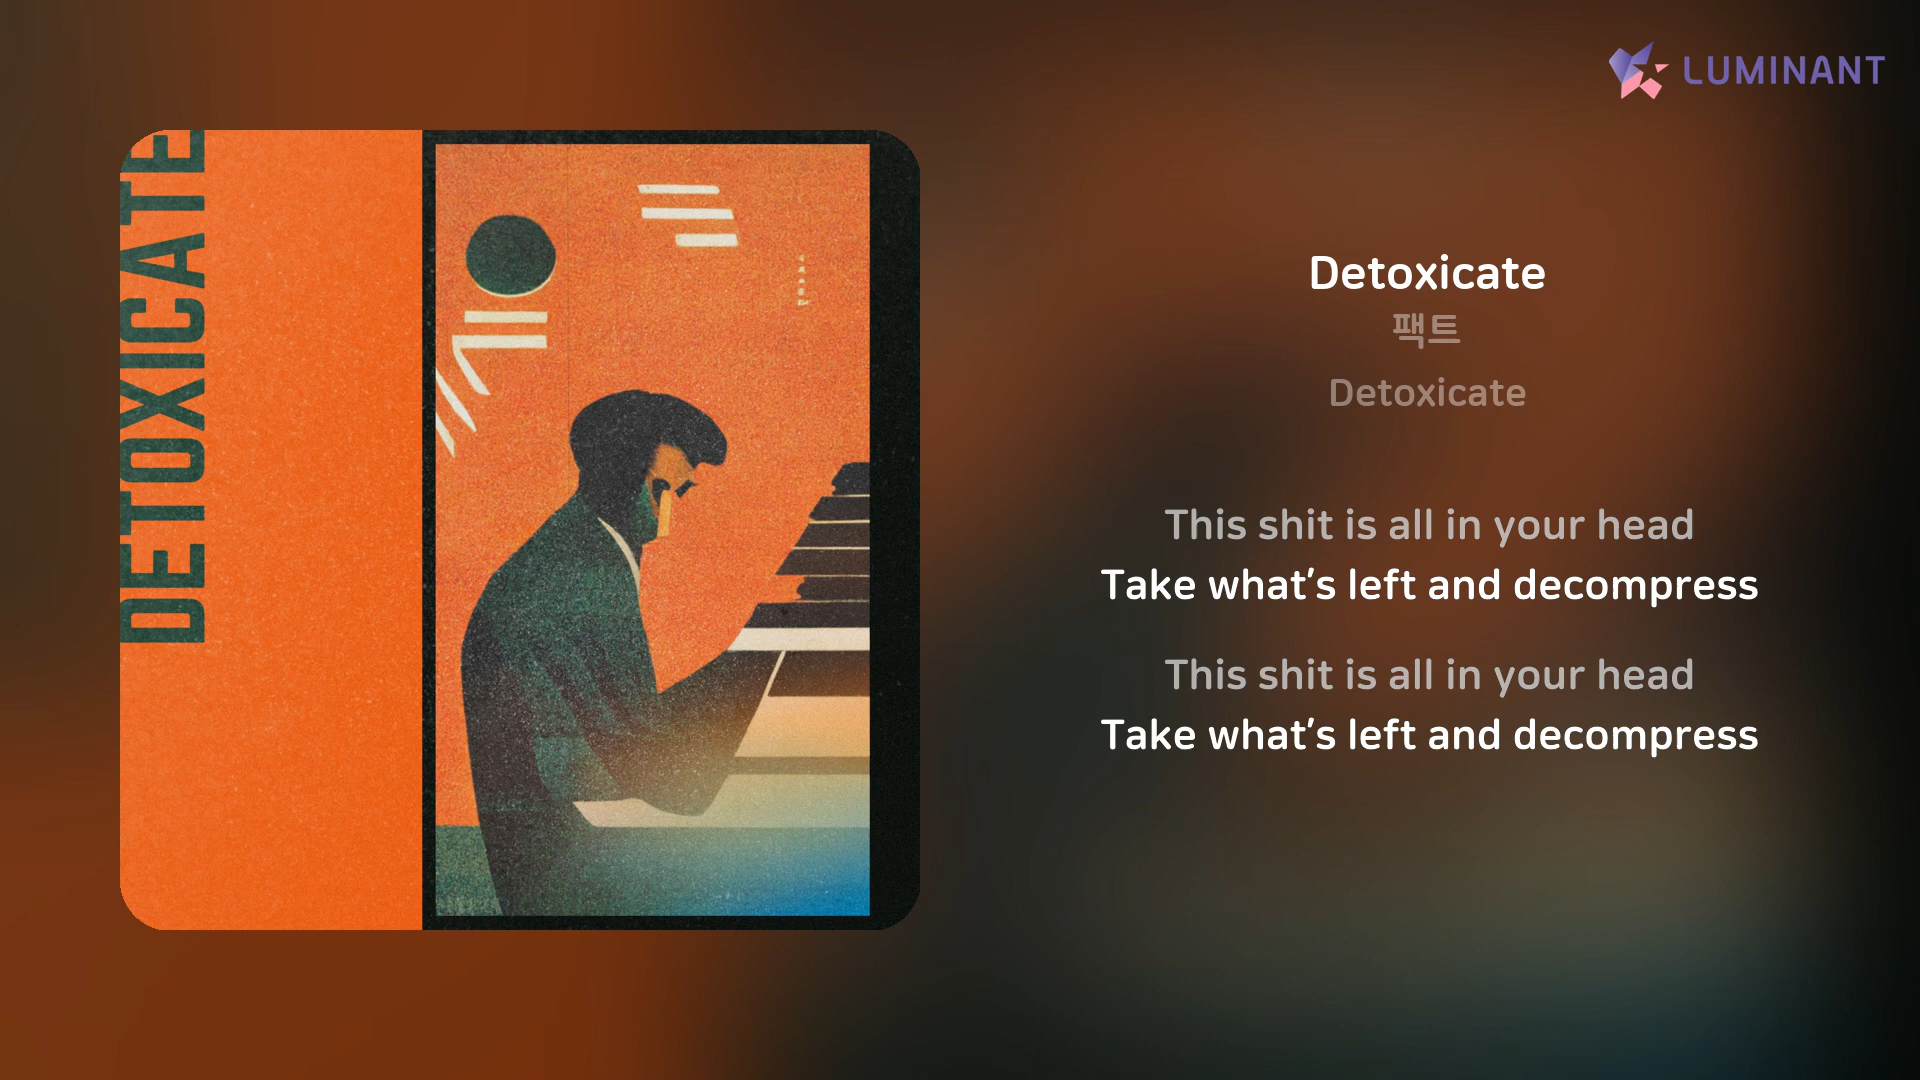 LUMINANT
DETOXICATE
Detoxicate
팩트
Detoxicate
This shit is all in your head
Take what's left and decompress
This shit is all in your head
Take what's left and decompress